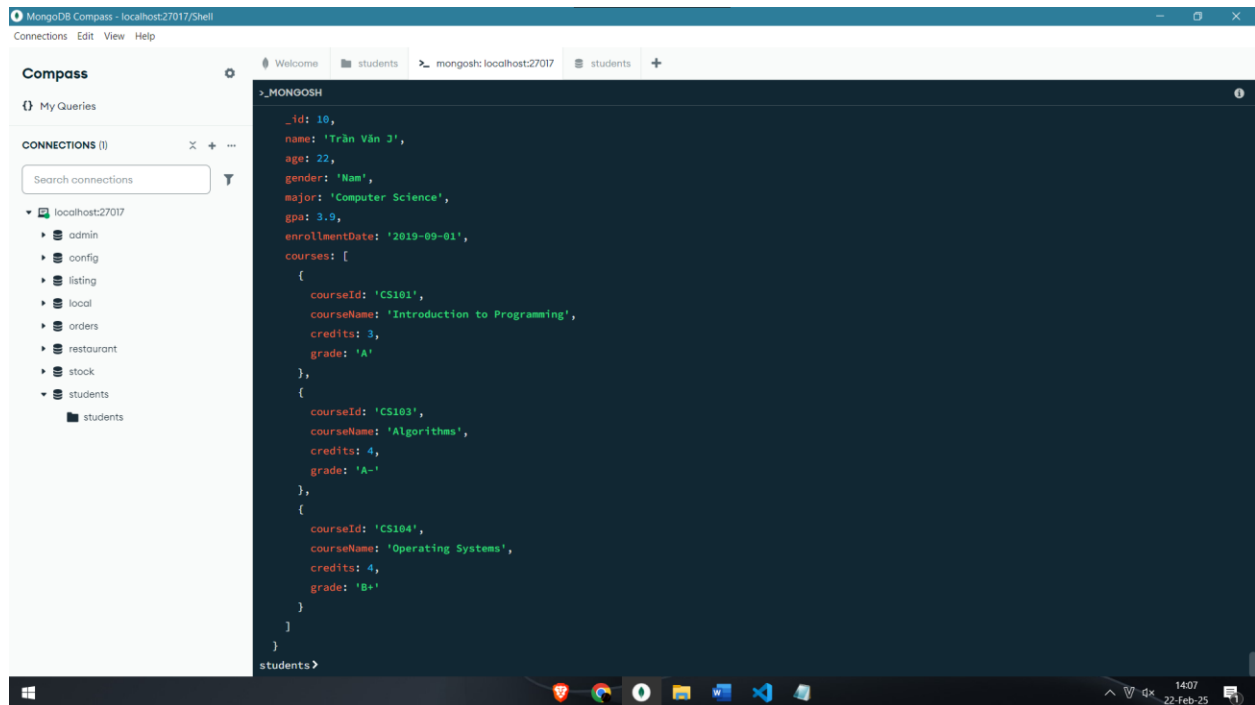 MongoDB Compass - localhost:27017/Shell
Connections Edit View Help
Compass
{} My Queries
CONNECTIONS (1)
Search connections
localhost:27017
admin
config
listing
local
orders
restaurant
stock
students
students
Welcome students >_ mongosh: localhost:27017 students +
>_MONGOSH
_id: 10,
name: 'Trần Văn J',
age: 22,
gender: 'Nam',
major: 'Computer Science',
gpa: 3.9,
enrollmentDate: '2019-09-01',
courses: [
{
courseId: 'CS101',
courseName: 'Introduction to Programming',
credits: 3,
grade: 'A'
},
{
courseId: 'CS103',
courseName: 'Algorithms',
credits: 4,
grade: 'A-'
},
{
courseId: 'CS104',
courseName: 'Operating Systems',
credits: 4,
grade: 'B+'
}
]
}
students>
14:07
22-Feb-25